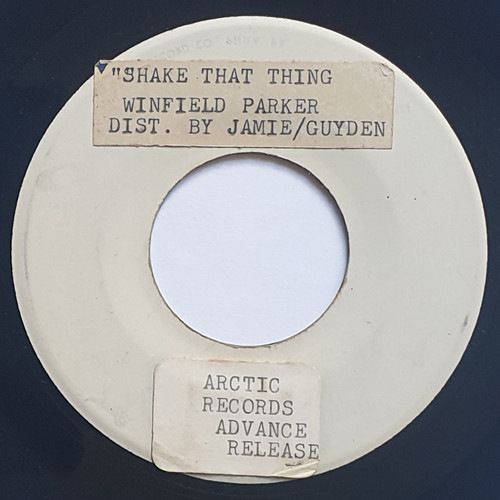 "SHAKE THAT THING
WINFIELD PARKER
DIST. BY JAMIE/GUYDEN
ARCTIC
RECORDS
ADVANCE
RELEASE